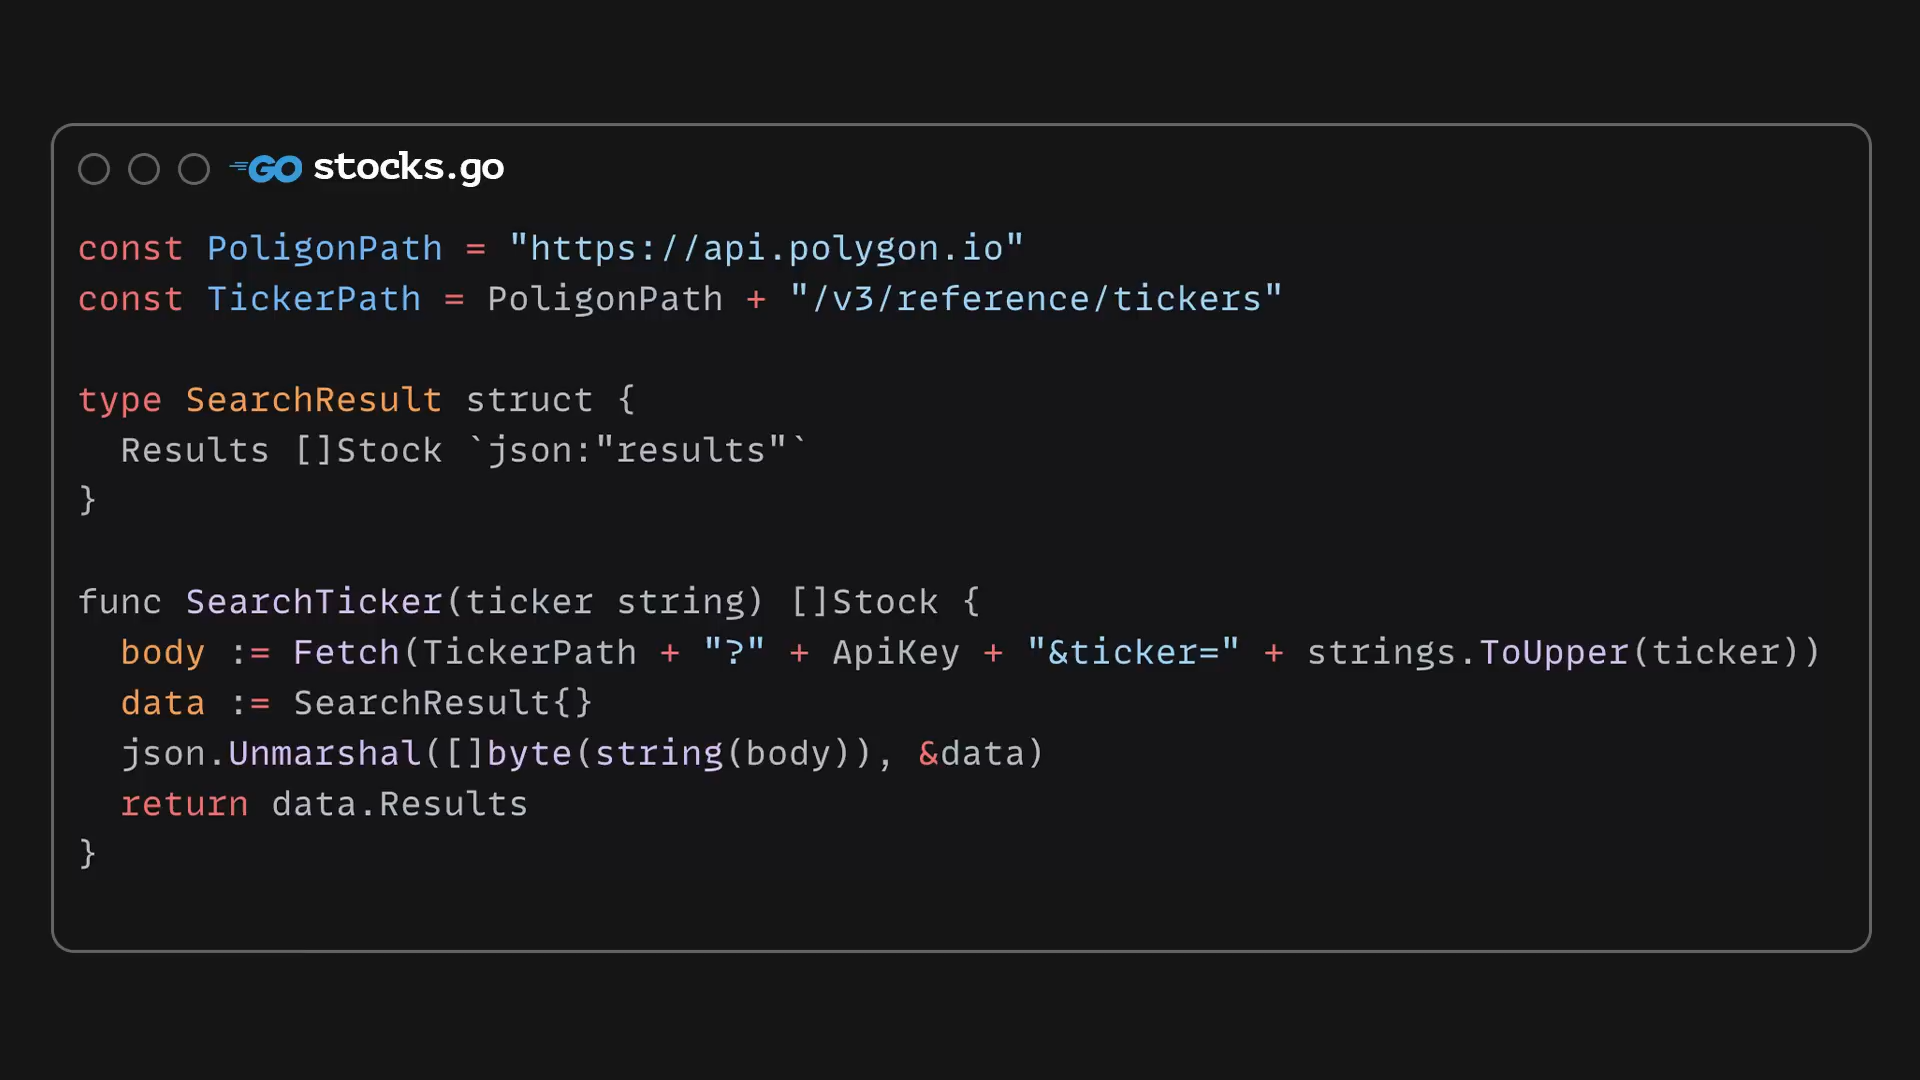 GO stocks.go
const PoligonPath = "https://api.polygon.io"
const TickerPath = PoligonPath + "/v3/reference/tickers"
type SearchResult struct {
  Results []Stock `json:"results"`
}
func SearchTicker(ticker string) []Stock {
  body := Fetch(TickerPath + "?" + ApiKey + "&ticker=" + strings.ToUpper(ticker))
  data := SearchResult{}
  json.Unmarshal([]byte(string(body)), &data)
  return data.Results
}